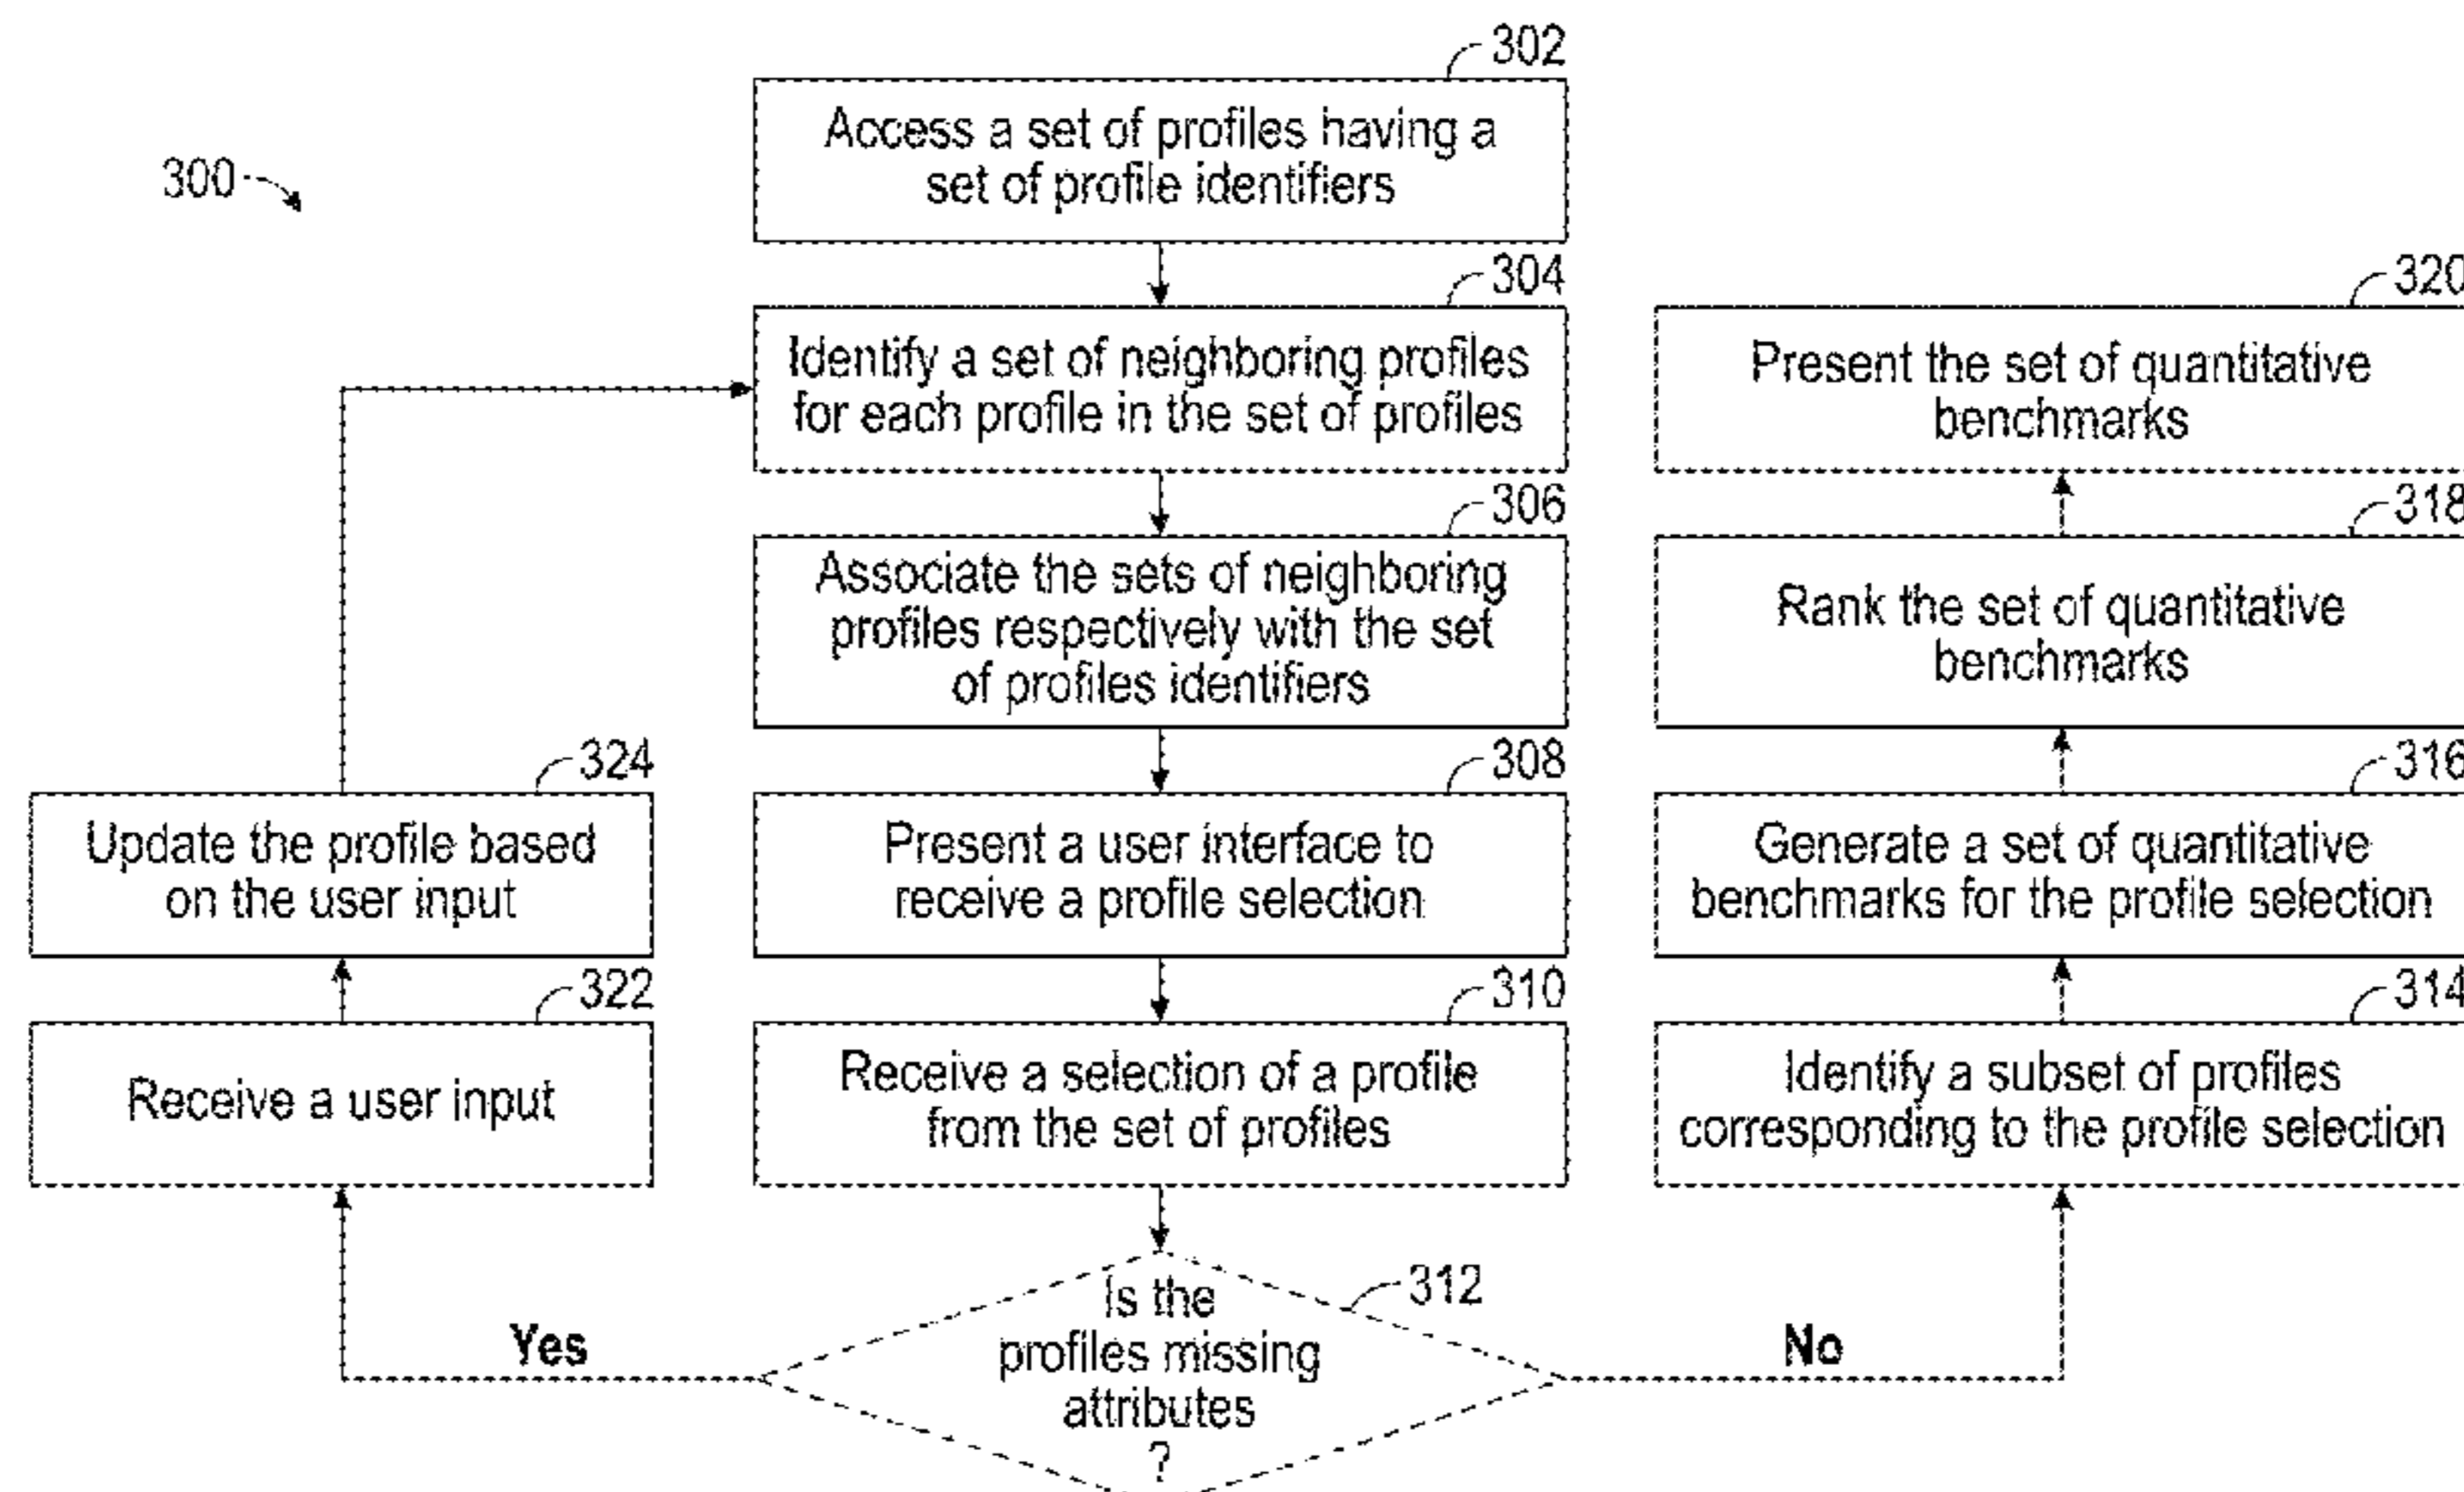 300
302
Access a set of profiles having a
set of profile identifiers
304
Identify a set of neighboring profiles
for each profile in the set of profiles
306
Associate the sets of neighboring
profiles respectively with the set
of profiles identifiers
308
Present a user interface to
receive a profile selection
310
Receive a selection of a profile
from the set of profiles
312
Is the
profiles missing
attributes
?
Yes
No
322
Receive a user input
324
Update the profile based
on the user input
314
Identify a subset of profiles
corresponding to the profile selection
316
Generate a set of quantitative
benchmarks for the profile selection
318
Rank the set of quantitative
benchmarks
320
Present the set of quantitative
benchmarks